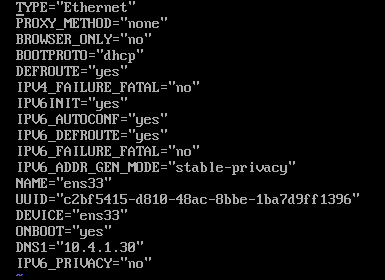 TYPE="Ethernet"
PROXY_METHOD="none"
BROWSER_ONLY="no"
BOOTPROTO="dhcp"
DEFROUTE="yes"
IPV4_FAILURE_FATAL="no"
IPV6INIT="yes"
IPV6_AUTOCONF="yes"
IPV6_DEFROUTE="yes"
IPV6_FAILURE_FATAL="no"
IPV6_ADDR_GEN_MODE="stable-privacy"
NAME="ens33"
UUID="c2bf5415-d810-48ac-8bbe-1ba7d9ff1396"
DEVICE="ens33"
ONBOOT="yes"
DNS1="10.4.1.30"
IPV6_PRIVACY="no"
~